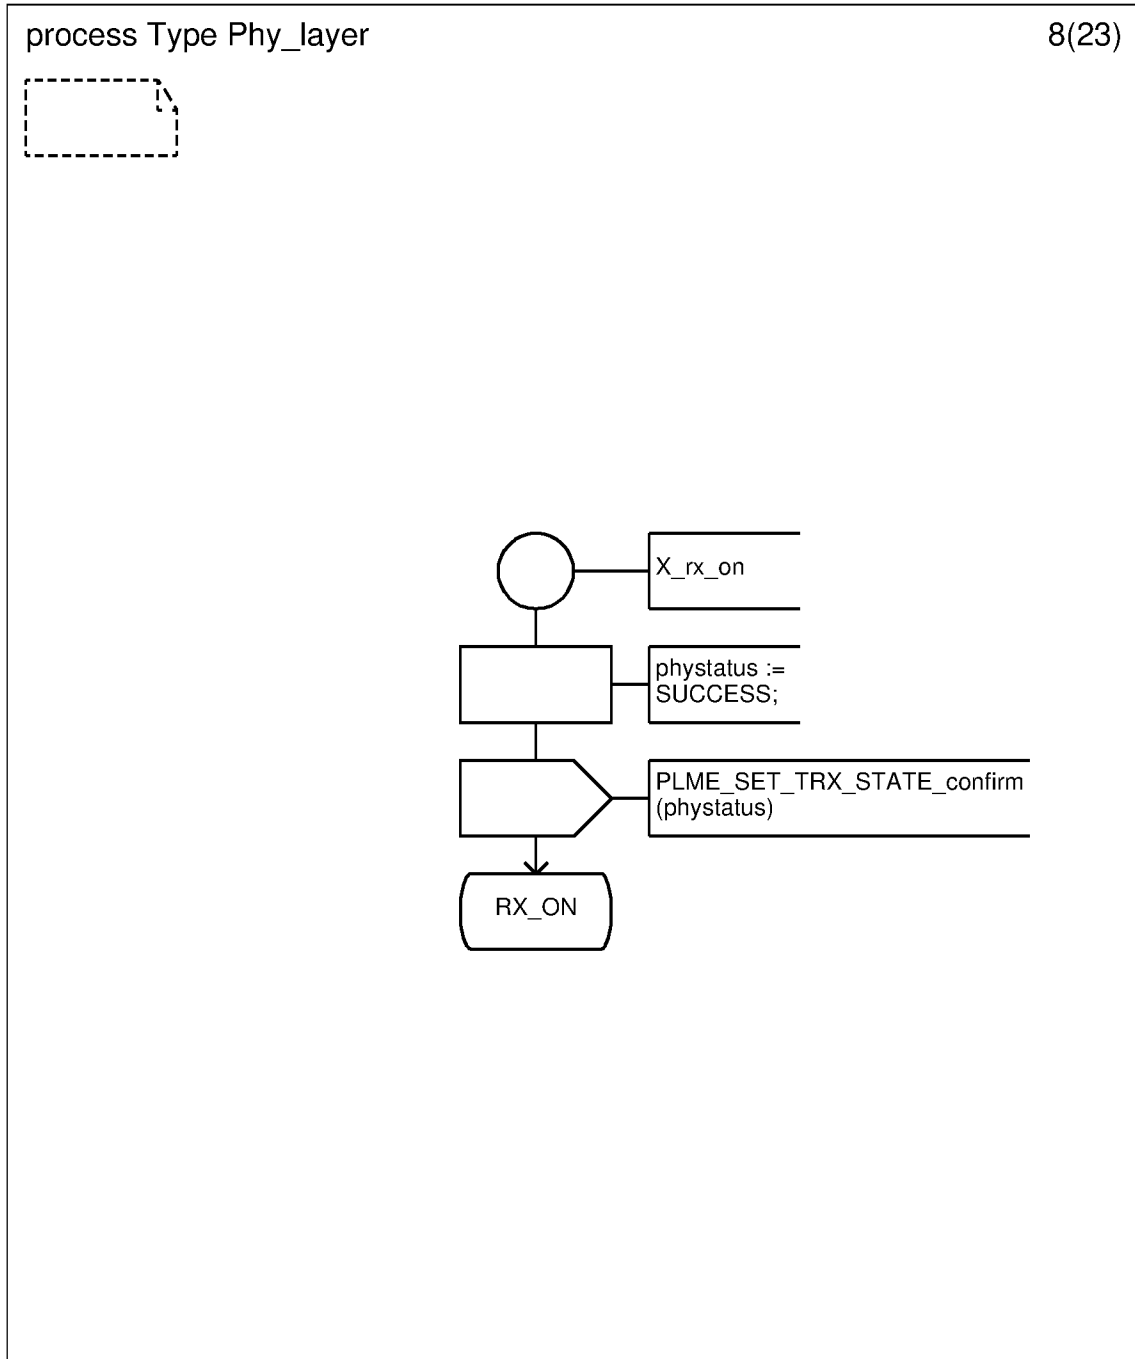 process Type Phy_layer
8(23)
X_rx_on
phystatus :=
SUCCESS;
PLME_SET_TRX_STATE_confirm
(phystatus)
RX_ON